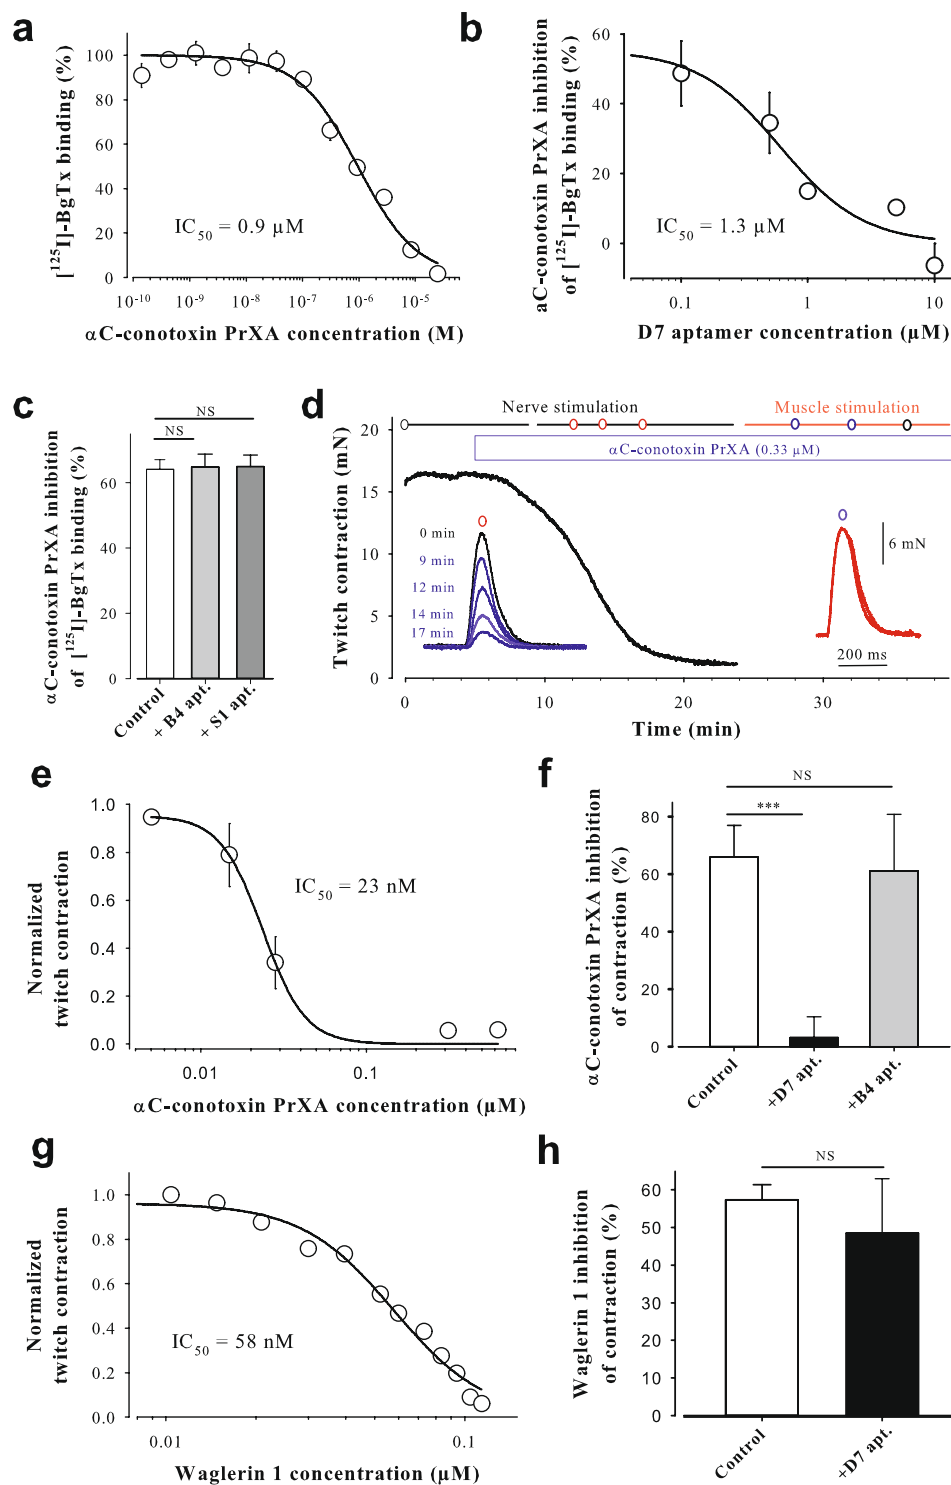 a
[125I]-BgTx binding (%)
100
80
60
40
20
0
IC50 = 0.9 µM
10-10
10-9
10-8
10-7
10-6
10-5
αC-conotoxin PrXA concentration (M)
b
aC-conotoxin PrXA inhibition
of [125I]-BgTx binding (%)
60
40
20
0
IC50 = 1.3 µM
0.1
1
10
D7 aptamer concentration (µM)
c
αC-conotoxin PrXA inhibition
of [125I]-BgTx binding (%)
60
40
20
0
NS
NS
Control
+ B4 apt.
+ S1 apt.
d
Nerve stimulation
Muscle stimulation
αC-conotoxin PrXA (0.33 µM)
Twitch contraction (mN)
20
15
10
5
0
0 min
9 min
12 min
14 min
17 min
6 mN
200 ms
0
10
20
30
Time (min)
e
Normalized
twitch contraction
1.0
0.8
0.6
0.4
0.2
0.0
IC50 = 23 nM
0.01
0.1
αC-conotoxin PrXA concentration (µM)
f
αC-conotoxin PrXA inhibition
of contraction (%)
80
60
40
20
0
NS
***
Control
+D7 apt.
+B4 apt.
g
Normalized
twitch contraction
1.0
0.8
0.6
0.4
0.2
0.0
IC50 = 58 nM
0.01
0.1
Waglerin 1 concentration (µM)
h
Waglerin 1 inhibition
of contraction (%)
60
50
40
30
20
10
0
NS
Control
+D7 apt.